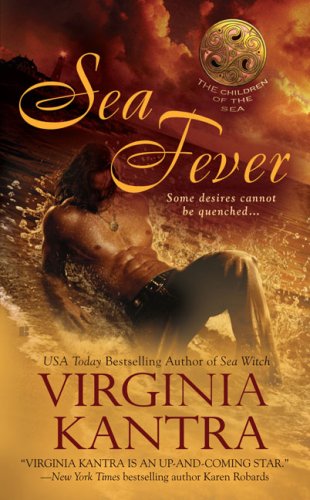 THE CHILDREN
OF THE
SEA
Sea
Fever
Some desires cannot
be quenched...
USA Today Bestselling Author of Sea Witch
VIRGINIA
KANTRA
"VIRGINIA KANTRA IS AN UP-AND-COMING STAR."
—New York Times bestselling author Karen Robards